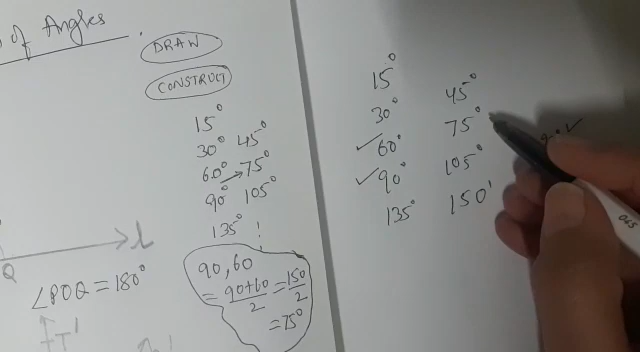 of Angles
DRAW
CONSTRUCT
15°
30° 45°
60° 75°
90° 105°
135° !
90, 60
= 90+60/2 = 150/2
= 75°
l
Q
∠POQ = 180°
T'
15°
30° 45°
60° 75°
90° 105°
135° 150'
065